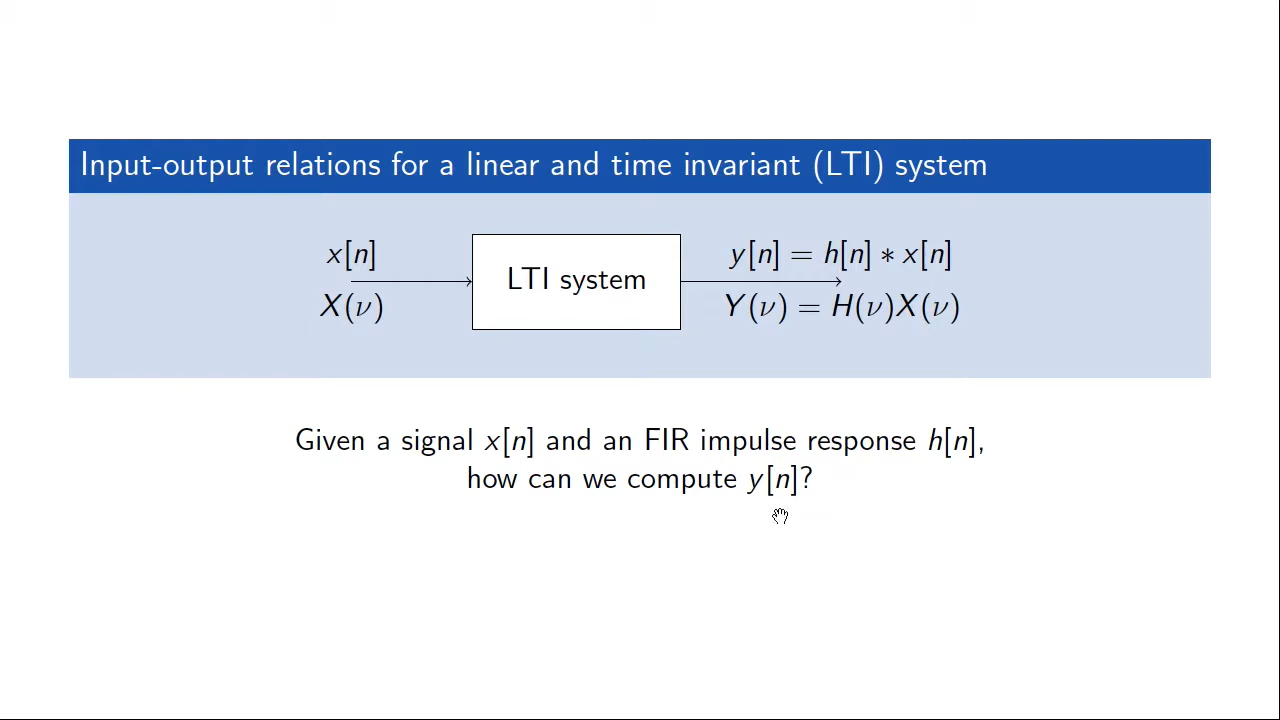 Input-output relations for a linear and time invariant (LTI) system
x[n]
X(ν)
LTI system
y[n] = h[n] ∗ x[n]
Y(ν) = H(ν)X(ν)
Given a signal x[n] and an FIR impulse response h[n],
how can we compute y[n]?